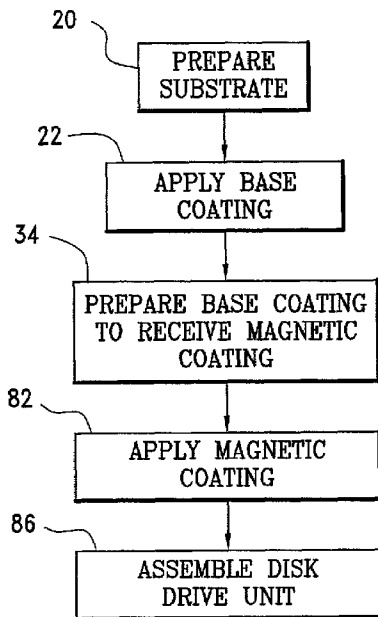 20
PREPARE
SUBSTRATE
22
APPLY BASE
COATING
34
PREPARE BASE COATING
TO RECEIVE MAGNETIC
COATING
82
APPLY MAGNETIC
COATING
86
ASSEMBLE DISK
DRIVE UNIT